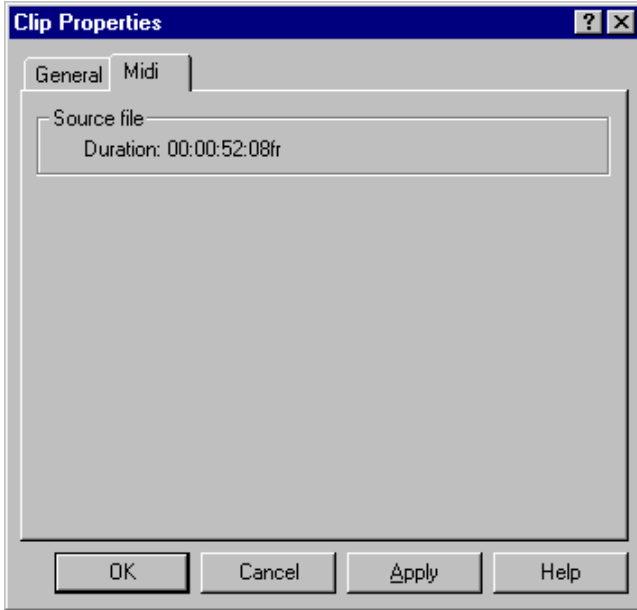 Clip Properties
General Midi
Source file
Duration: 00:00:52:08fr
OK Cancel Apply Help